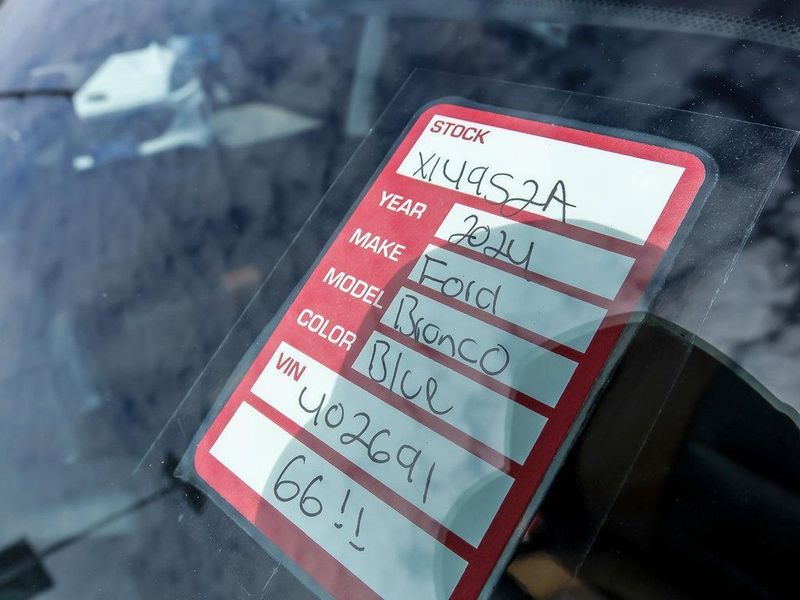 STOCK
X14952A
YEAR 2024
MAKE Ford
MODEL Bronco
COLOR Blue
VIN 402691
66!!